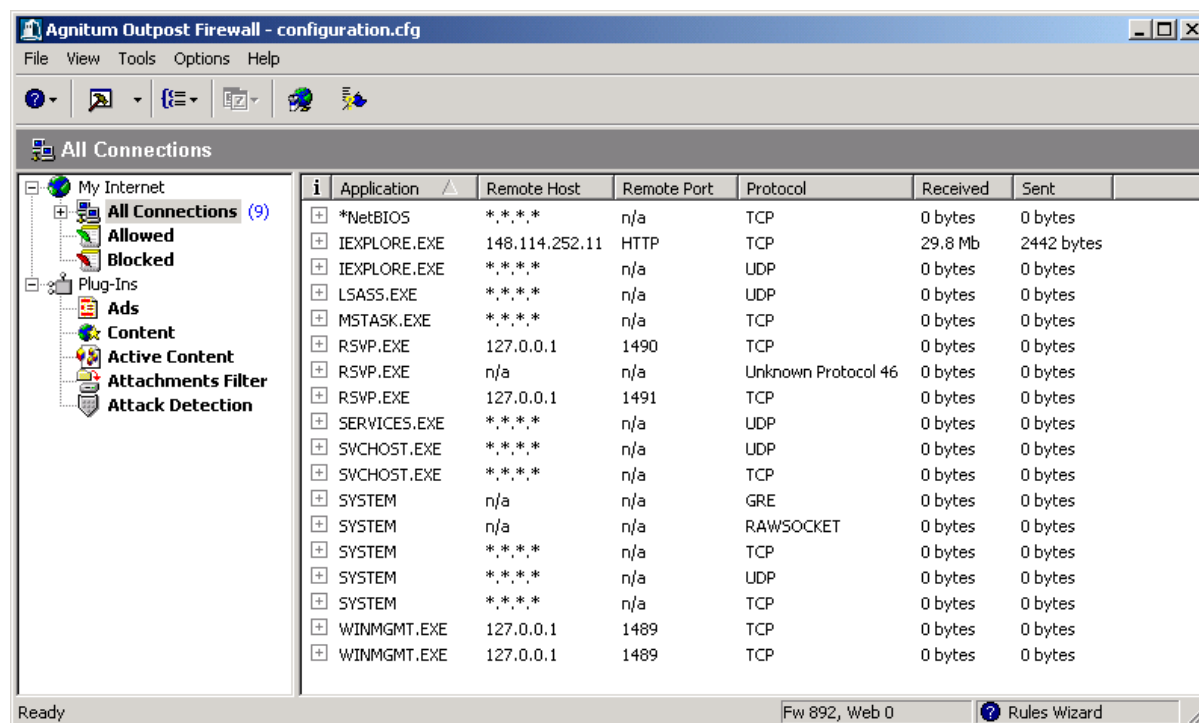 Agnitum Outpost Firewall - configuration.cfg
File View Tools Options Help
All Connections
My Internet
All Connections (9)
Allowed
Blocked
Plug-Ins
Ads
Content
Active Content
Attachments Filter
Attack Detection
i Application Remote Host Remote Port Protocol Received Sent
*NetBIOS *.*.*.* n/a TCP 0 bytes 0 bytes
IEXPLORE.EXE 148.114.252.11 HTTP TCP 29.8 Mb 2442 bytes
IEXPLORE.EXE *.*.*.* n/a UDP 0 bytes 0 bytes
LSASS.EXE *.*.*.* n/a UDP 0 bytes 0 bytes
MSTASK.EXE *.*.*.* n/a TCP 0 bytes 0 bytes
RSVP.EXE 127.0.0.1 1490 TCP 0 bytes 0 bytes
RSVP.EXE n/a n/a Unknown Protocol 46 0 bytes 0 bytes
RSVP.EXE 127.0.0.1 1491 TCP 0 bytes 0 bytes
SERVICES.EXE *.*.*.* n/a UDP 0 bytes 0 bytes
SVCHOST.EXE *.*.*.* n/a UDP 0 bytes 0 bytes
SVCHOST.EXE *.*.*.* n/a TCP 0 bytes 0 bytes
SYSTEM n/a n/a GRE 0 bytes 0 bytes
SYSTEM n/a n/a RAWSOCKET 0 bytes 0 bytes
SYSTEM *.*.*.* n/a TCP 0 bytes 0 bytes
SYSTEM *.*.*.* n/a UDP 0 bytes 0 bytes
SYSTEM *.*.*.* n/a TCP 0 bytes 0 bytes
WINMGMT.EXE 127.0.0.1 1489 TCP 0 bytes 0 bytes
WINMGMT.EXE 127.0.0.1 1489 TCP 0 bytes 0 bytes
Ready Fw 892, Web 0 Rules Wizard